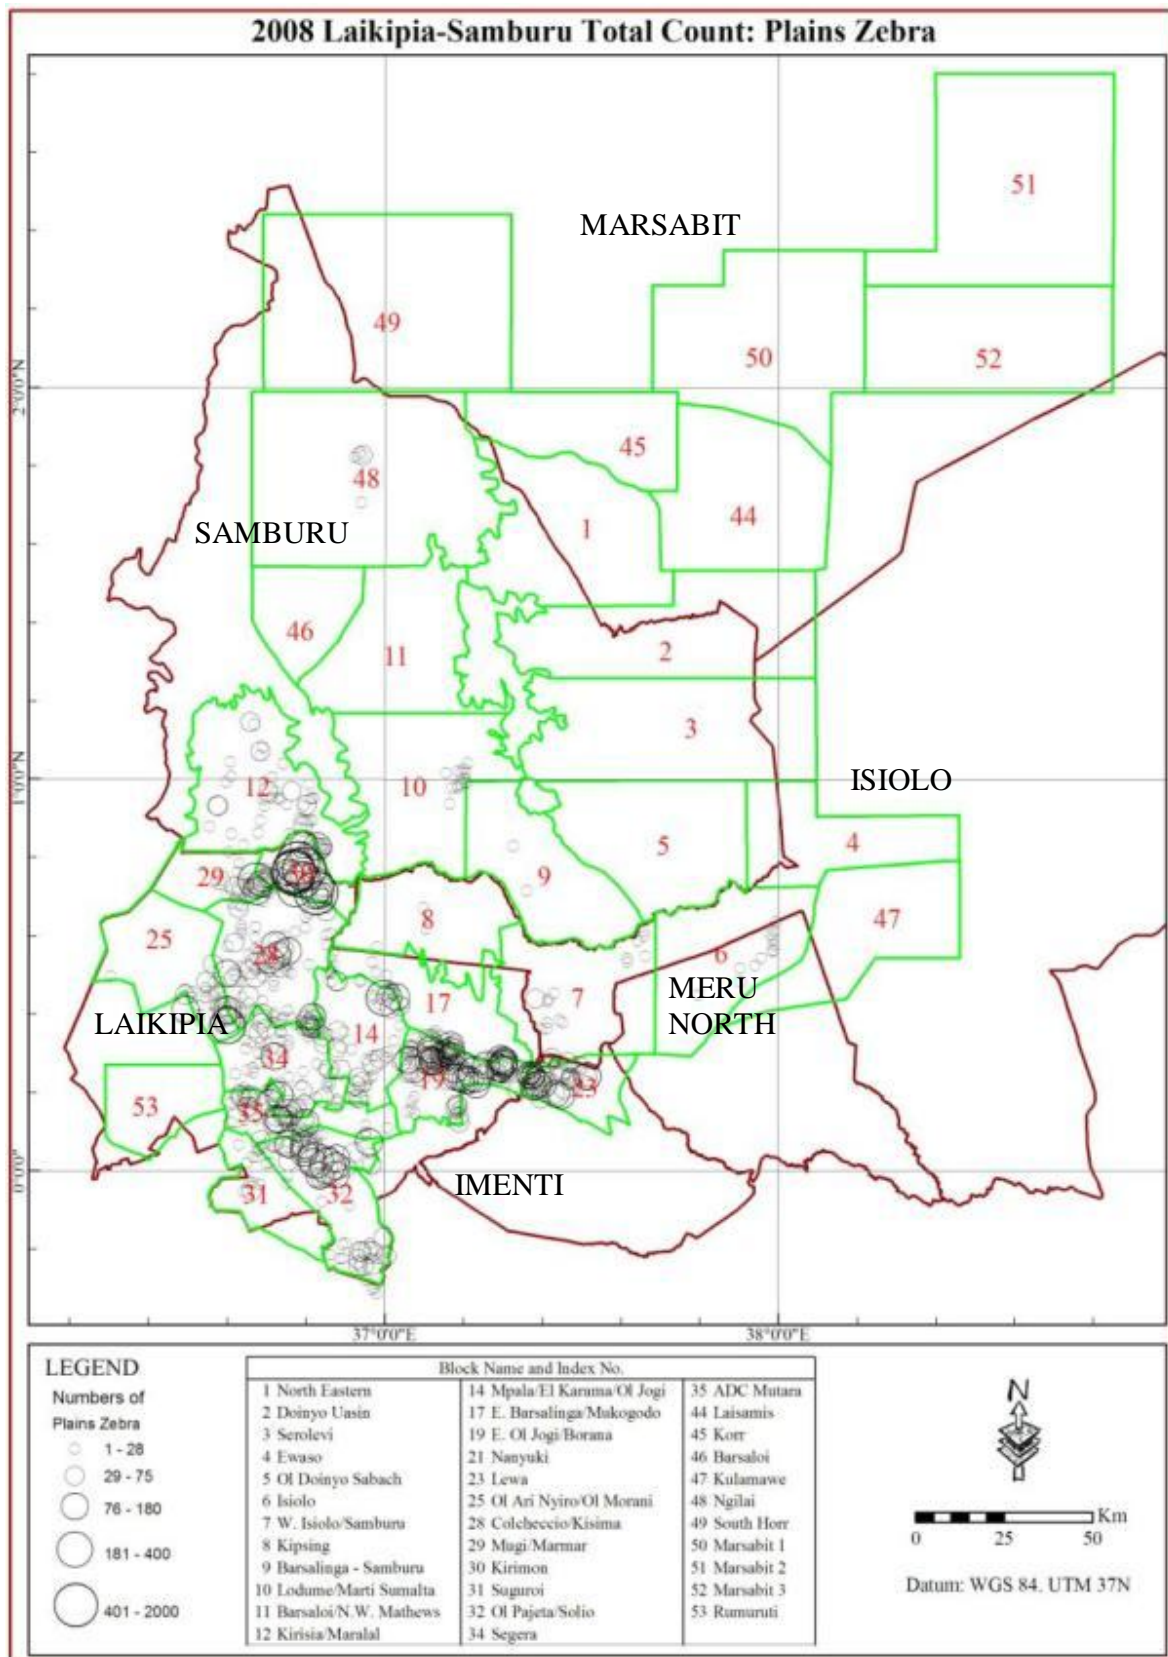 2008 Laikipia-Samburu Total Count: Plains Zebra
51
MARSABIT
49
50
52
2°0'0"N
45
48
44
1
SAMBURU
46
11
2
3
1°0'0"N
12
10
ISIOLO
5
4
29
30
9
8
47
25
28
6
17
7
MERU
NORTH
LAIKIPIA
14
34
19
23
53
35
0°0'0"
31
32
IMENTI
37°0'0"E
38°0'0"E
LEGEND
Numbers of
Plains Zebra
1 - 28
29 - 75
76 - 180
181 - 400
401 - 2000
Block Name and Index No.
1 North Eastern
2 Doinyo Uasin
3 Serolevi
4 Ewaso
5 Ol Doinyo Sabach
6 Isiolo
7 W. Isiolo/Samburu
8 Kipsing
9 Barsalinga - Samburu
10 Lodume/Marti Sumalta
11 Barsaloi/N.W. Mathews
12 Kirisia/Maralal
14 Mpala/El Karama/Ol Jogi
17 E. Barsalinga/Mukogodo
19 E. Ol Jogi/Borana
21 Nanyuki
23 Lewa
25 Ol Ari Nyiro/Ol Morani
28 Colcheccio/Kisima
29 Mugi/Marmar
30 Kirimon
31 Suguroi
32 Ol Pajeta/Solio
34 Segera
35 ADC Mutara
44 Laisamis
45 Korr
46 Barsaloi
47 Kulamawe
48 Ngilai
49 South Horr
50 Marsabit 1
51 Marsabit 2
52 Marsabit 3
53 Rumuruti
N
Km
0 25 50
Datum: WGS 84. UTM 37N